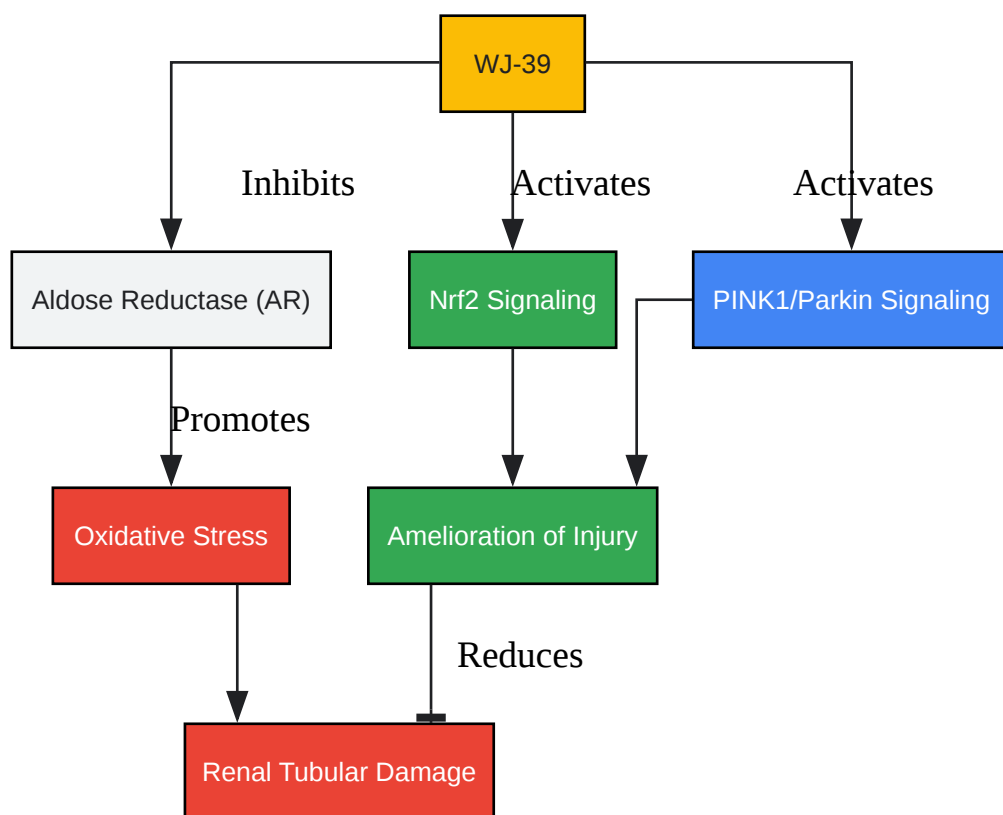 WJ-39
Inhibits
Activates
Activates
Aldose Reductase (AR)
Nrf2 Signaling
PINK1/Parkin Signaling
Promotes
Oxidative Stress
Amelioration of Injury
Reduces
Renal Tubular Damage